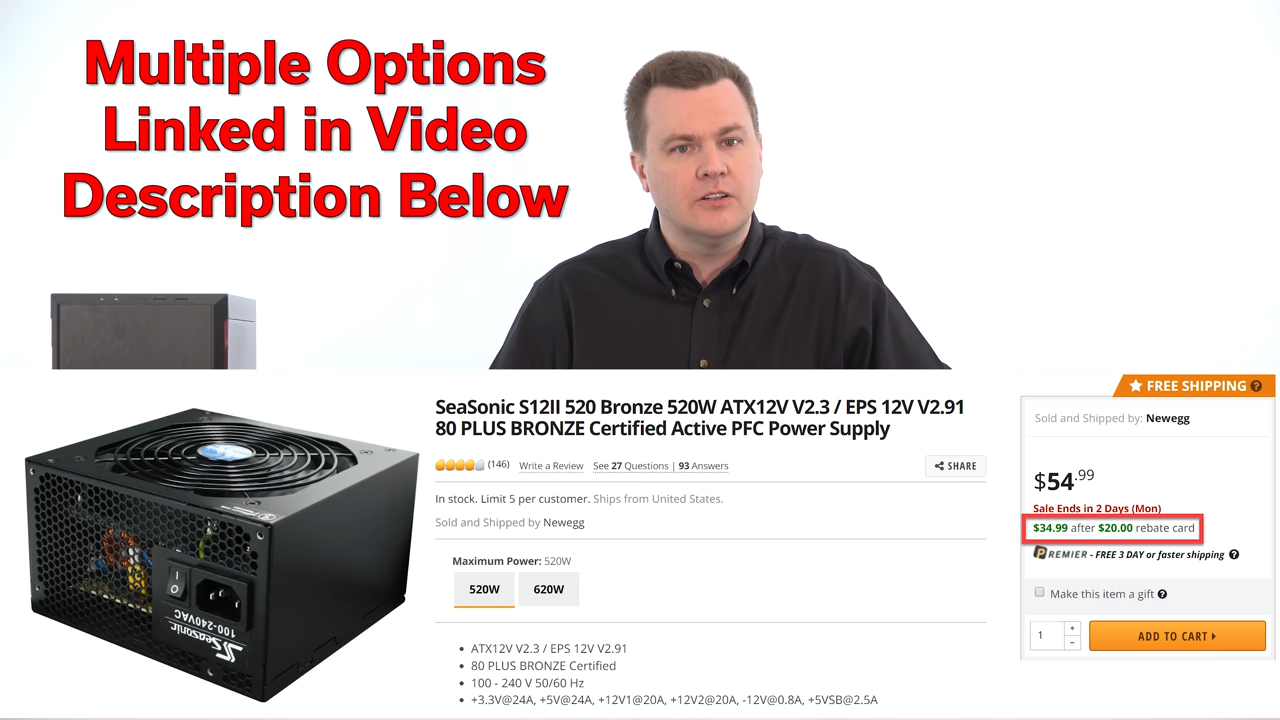 Multiple Options
Linked in Video
Description Below
FREE SHIPPING ?
SeaSonic S12II 520 Bronze 520W ATX12V V2.3 / EPS 12V V2.91
80 PLUS BRONZE Certified Active PFC Power Supply
(146) Write a Review See 27 Questions | 93 Answers
SHARE
In stock. Limit 5 per customer. Ships from United States.
Sold and Shipped by Newegg
Maximum Power: 520W
520W 620W
• ATX12V V2.3 / EPS 12V V2.91
• 80 PLUS BRONZE Certified
• 100 - 240 V 50/60 Hz
• +3.3V@24A, +5V@24A, +12V1@20A, +12V2@20A, -12V@0.8A, +5VSB@2.5A
Sold and Shipped by: Newegg
$54.99
Sale Ends in 2 Days (Mon)
$34.99 after $20.00 rebate card
PREMIER - FREE 3 DAY or faster shipping ?
Make this item a gift ?
1 + −
ADD TO CART
I
O
100-240VAC
SeaSonic